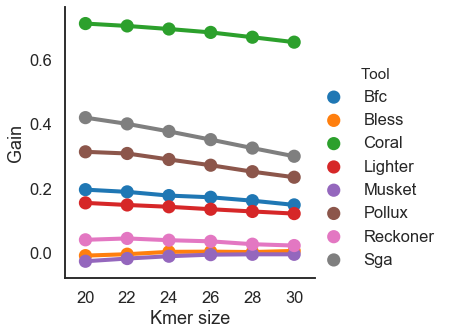 0.6
0.4
0.2
0.0
Gain
20 22 24 26 28 30
Kmer size
Tool
Bfc
Bless
Coral
Lighter
Musket
Pollux
Reckoner
Sga